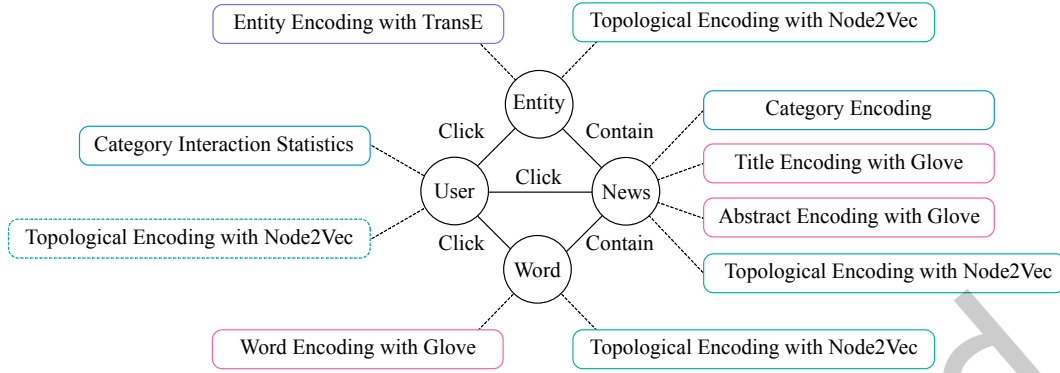 Entity Encoding with TransE
Topological Encoding with Node2Vec
Entity
Category Encoding
Click
Contain
Category Interaction Statistics
Title Encoding with Glove
Click
User
News
Abstract Encoding with Glove
Topological Encoding with Node2Vec
Click
Contain
Word
Topological Encoding with Node2Vec
Word Encoding with Glove
Topological Encoding with Node2Vec